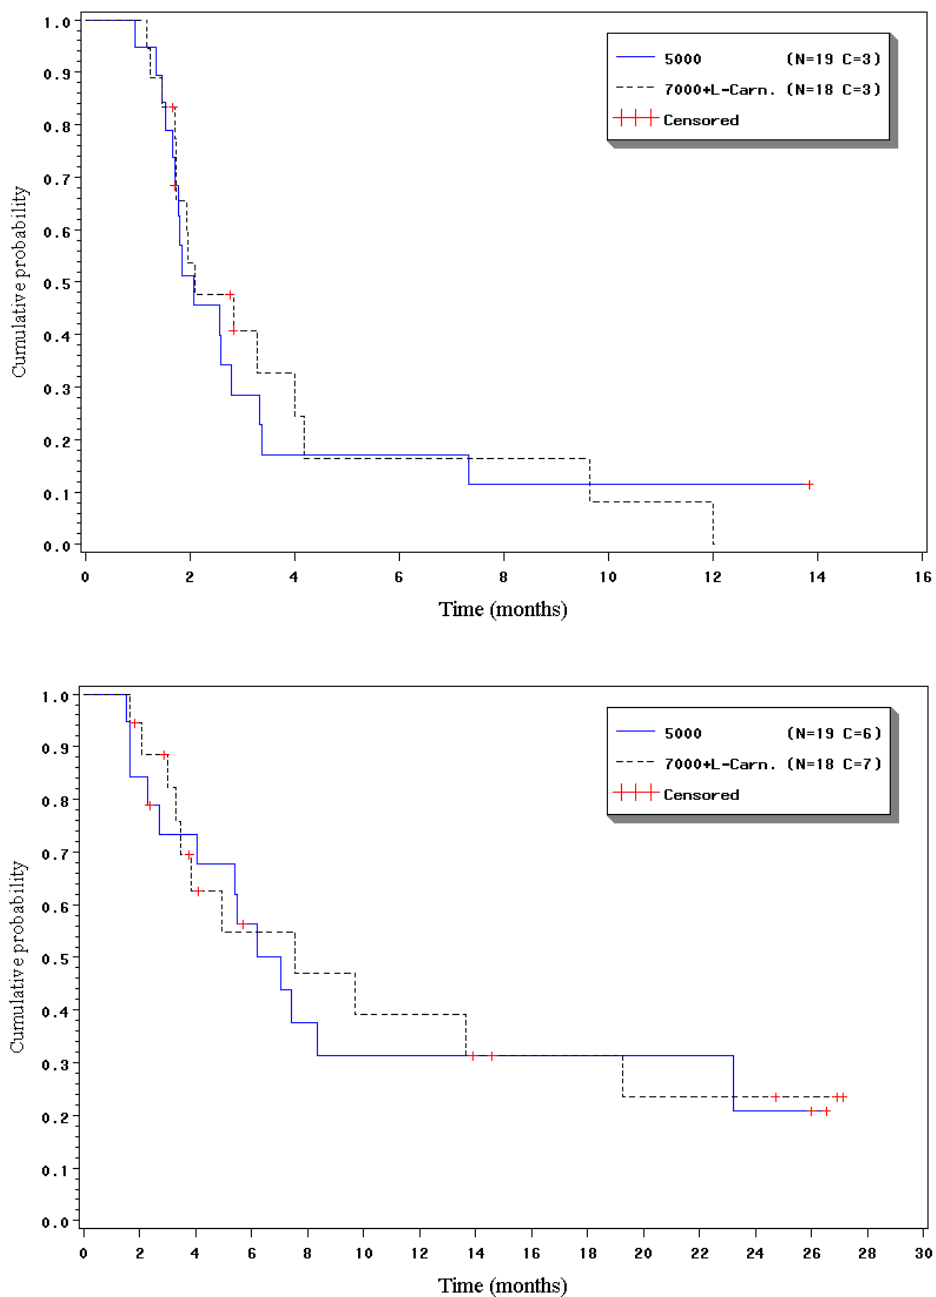 1.0
0.9
0.8
0.7
0.6
0.5
0.4
0.3
0.2
0.1
0.0
Cumulative probability
5000 (N=19 C=3)
7000+L-Carn. (N=18 C=3)
Censored
0 2 4 6 8 10 12 14 16
Time (months)
1.0
0.9
0.8
0.7
0.6
0.5
0.4
0.3
0.2
0.1
0.0
Cumulative probability
5000 (N=19 C=6)
7000+L-Carn. (N=18 C=7)
Censored
0 2 4 6 8 10 12 14 16 18 20 22 24 26 28 30
Time (months)